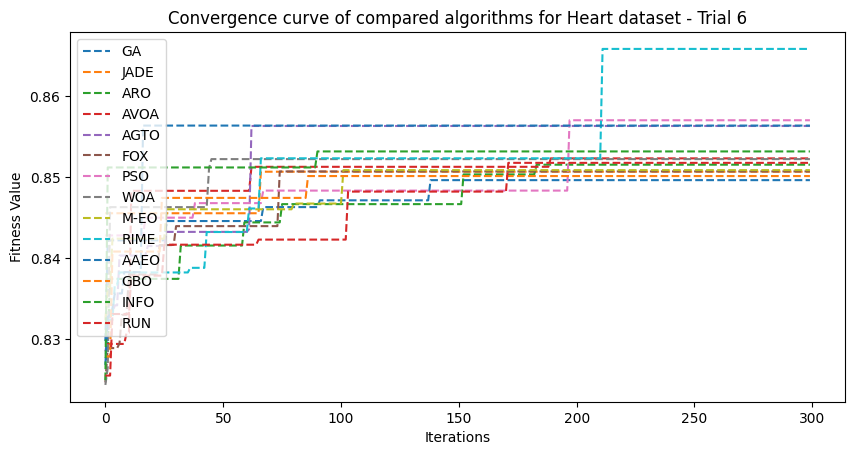 Convergence curve of compared algorithms for Heart dataset - Trial 6
GA
JADE
ARO
AVOA
AGTO
FOX
PSO
WOA
M-EO
RIME
AAEO
GBO
INFO
RUN
Fitness Value
0.86
0.85
0.84
0.83
0
50
100
150
200
250
300
Iterations